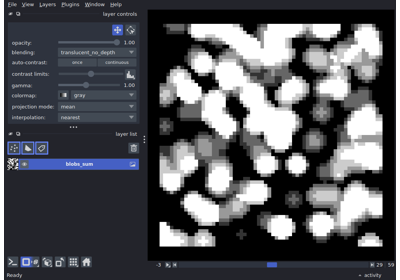 File View Layers Plugins Window Help
layer controls
opacity: 1.00
blending: translucent_no_depth
auto-contrast: once continuous
contrast limits:
gamma: 1.00
colormap: gray
projection mode: mean
interpolation: nearest
layer list
blobs_sum
-3 29 59
Ready activity